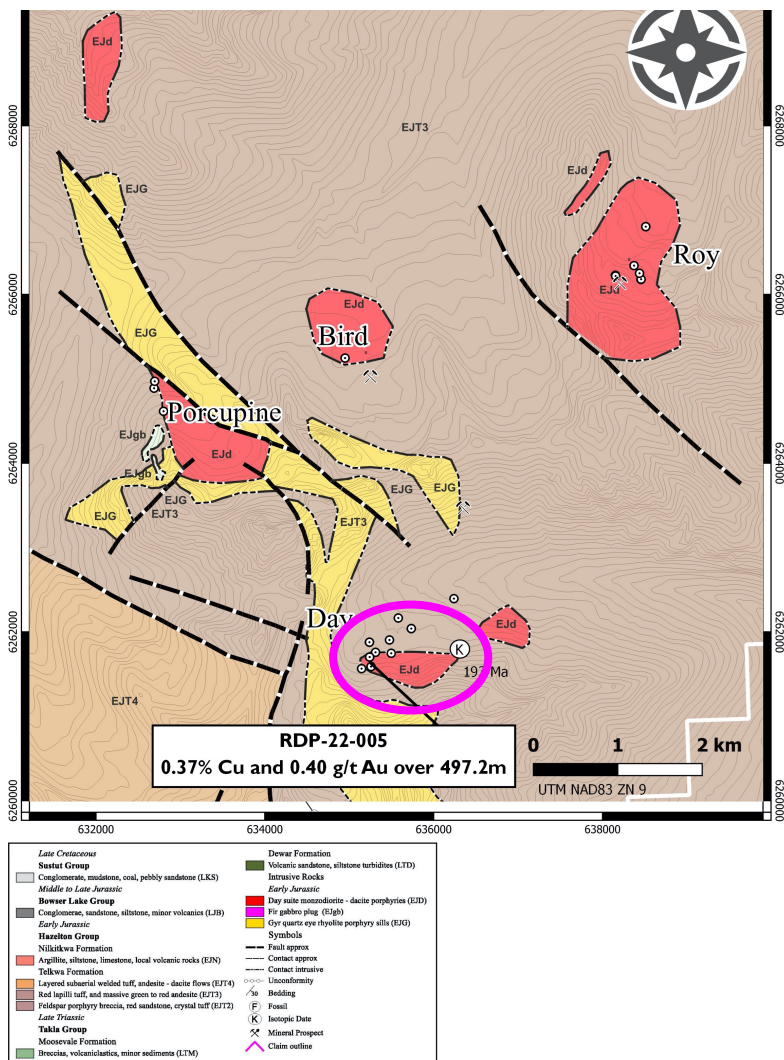 EJd
EJT3
6268000
6268000
EJG
EJd
Roy
6266000
6266000
EJd
EJd
EJG
Bird
Porcupine
EJgb
EJd
6264000
6264000
EJgb
EJG
EJG
EJG
EJG
EJT3
EJT3
Day
6262000
6262000
EJd
K
EJd
193 Ma
EJT4
RDP-22-005
0.37% Cu and 0.40 g/t Au over 497.2m
0 1 2 km
UTM NAD83 ZN 9
6260000
6260000
632000 634000 636000 638000
Late Cretaceous
Sustut Group
Conglomerate, mudstone, coal, pebbly sandstone (LKS)
Middle to Late Jurassic
Bowser Lake Group
Conglomerae, sandstone, siltstone, minor volcanics (LJB)
Early Jurassic
Hazelton Group
Nilkitkwa Formation
Argillite, siltstone, limestone, local volcanic rocks (EJN)
Telkwa Formation
Layered subaerial welded tuff, andesite - dacite flows (EJT4)
Red lapilli tuff, and massive green to red andesite (EJT3)
Feldspar porphyry breccia, red sandstone, crystal tuff (EJT2)
Late Triassic
Takla Group
Moosevale Formation
Breccias, volcaniclastics, minor sediments (LTM)
Dewar Formation
Volcanic sandstone, siltstone turbidites (LTD)
Intrusive Rocks
Early Jurassic
Day suite monzodiorite - dacite porphyries (EJD)
Fir gabbro plug (EJgb)
Gyr quartz eye rhyolite porphyry sills (EJG)
Symbols
Fault approx
Contact approx
Contact intrusive
Unconformity
30 Bedding
F Fossil
K Isotopic Date
Mineral Prospect
Claim outline